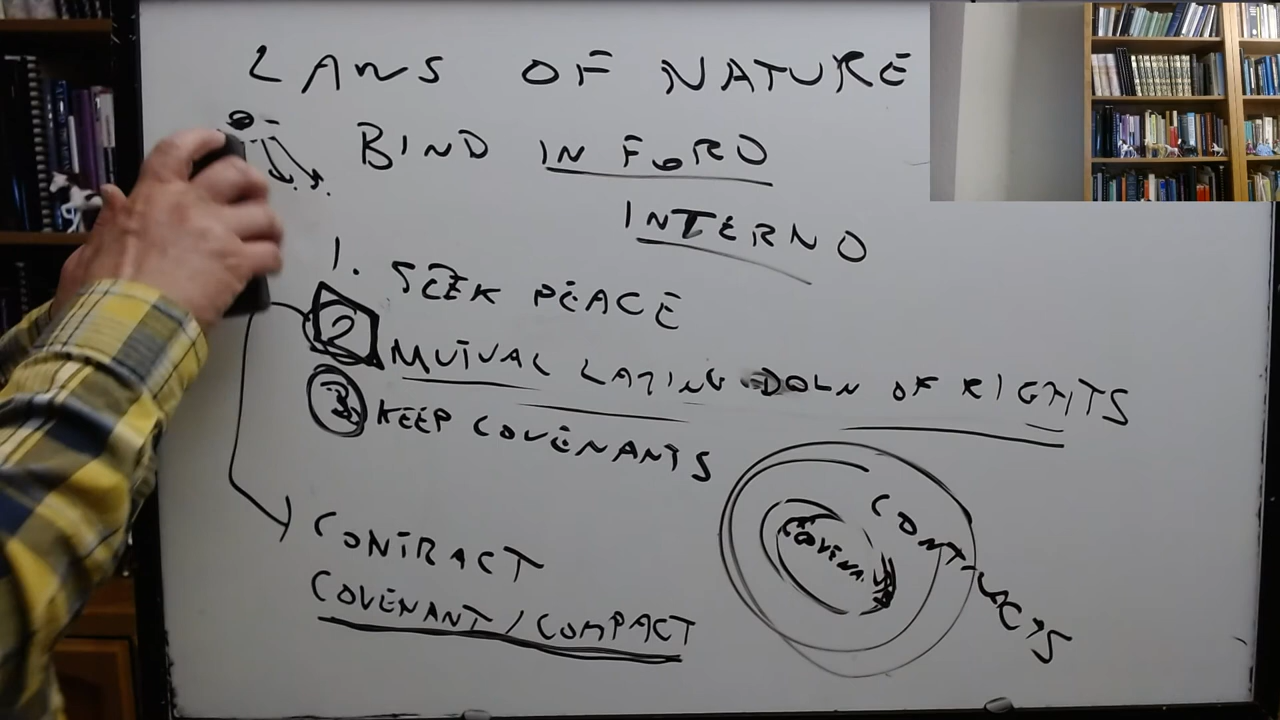 LAWS OF NATURE
BIND IN FORO
INTERNO
1. SEEK PEACE
2 MUTUAL LAYING DOWN OF RIGHTS
3. KEEP COVENANTS
CONTRACT
COVENANT / COMPACT
CONTRACTS